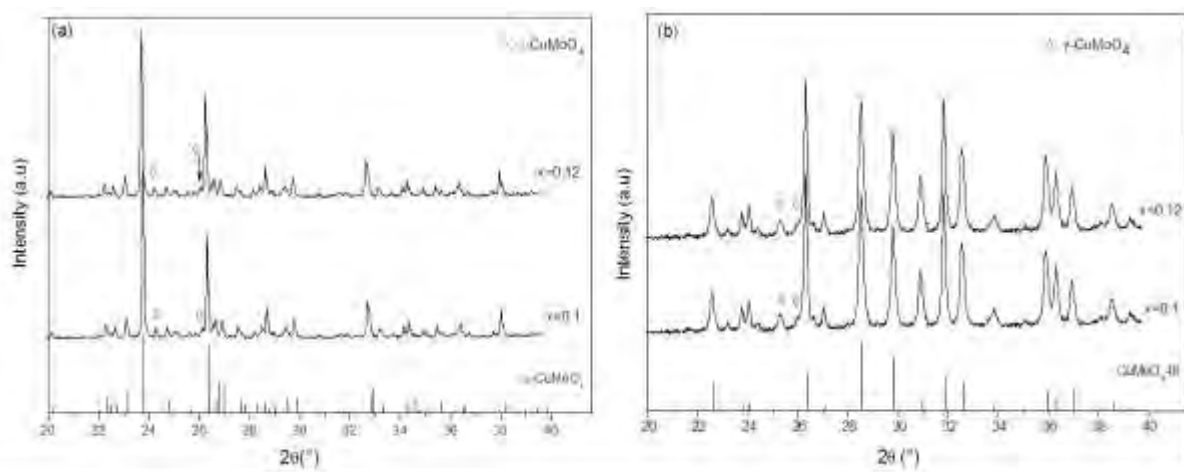 (a)
CuMoO4
Intensity (a.u)
x=0.12
x=0.1
α-CuMoO4
20 22 24 26 28 30 32 34 36 38 40
2θ(°)
(b)
γ-CuMoO4
Intensity (a.u)
x=0.12
x=0.1
20 22 24 26 28 30 32 34 36 38 40
2θ(°)